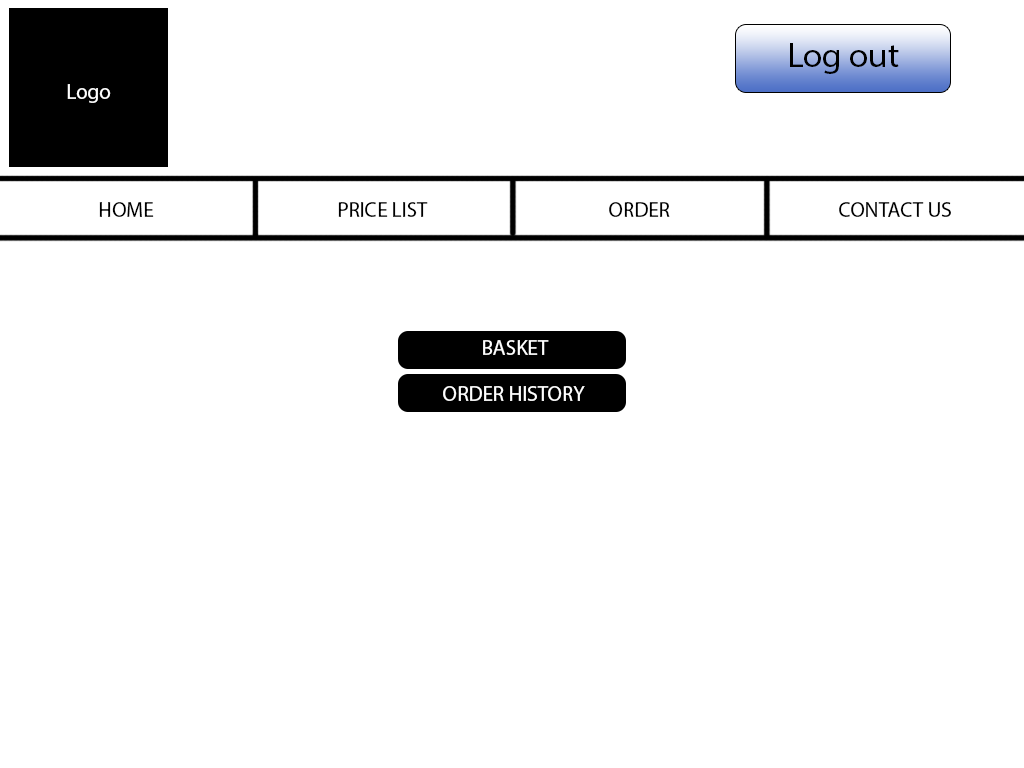 Logo
Log out
HOME
PRICE LIST
ORDER
CONTACT US
BASKET
ORDER HISTORY